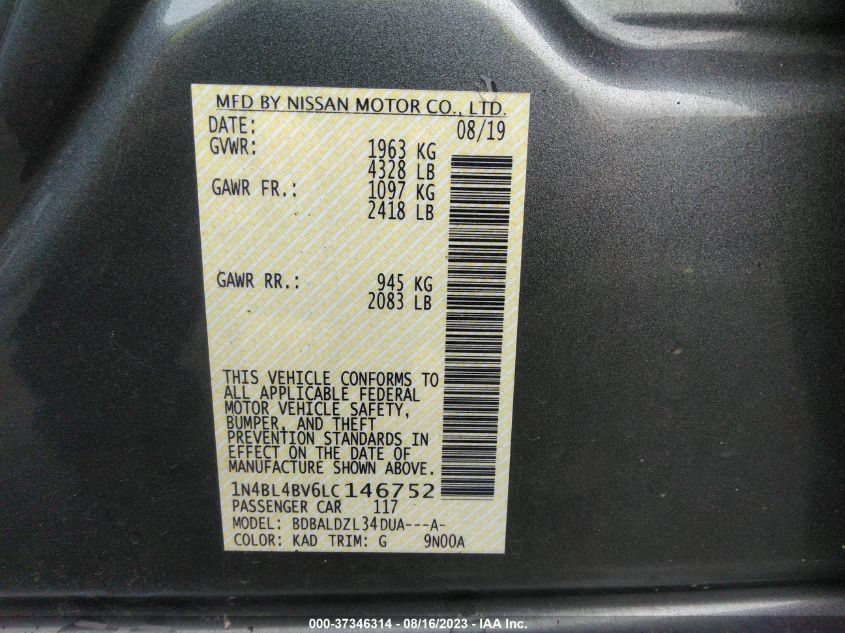 MFD BY NISSAN MOTOR CO., LTD.
DATE: 08/19
GVWR: 1963 KG
4328 LB
GAWR FR.: 1097 KG
2418 LB
GAWR RR.: 945 KG
2083 LB
THIS VEHICLE CONFORMS TO
ALL APPLICABLE FEDERAL
MOTOR VEHICLE SAFETY,
BUMPER, AND THEFT
PREVENTION STANDARDS IN
EFFECT ON THE DATE OF
MANUFACTURE SHOWN ABOVE.
1N4BL4BV6LC146752
PASSENGER CAR 117
MODEL: BDBALDZL34DUA---A-
COLOR: KAD TRIM: G 9N00A
000-37346314 - 08/16/2023 - IAA Inc.